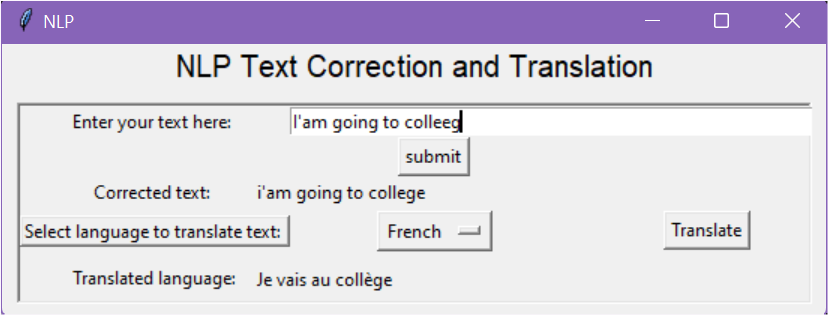 NLP
NLP Text Correction and Translation
Enter your text here: I'am going to colleeg
submit
Corrected text: i'am going to college
Select language to translate text: French Translate
Translated language: Je vais au collège